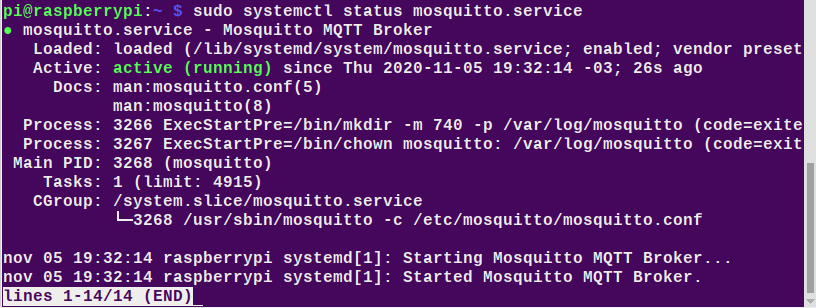 pi@raspberrypi:~ $ sudo systemctl status mosquitto.service
● mosquitto.service - Mosquitto MQTT Broker
   Loaded: loaded (/lib/systemd/system/mosquitto.service; enabled; vendor preset
   Active: active (running) since Thu 2020-11-05 19:32:14 -03; 26s ago
     Docs: man:mosquitto.conf(5)
           man:mosquitto(8)
  Process: 3266 ExecStartPre=/bin/mkdir -m 740 -p /var/log/mosquitto (code=exite
  Process: 3267 ExecStartPre=/bin/chown mosquitto: /var/log/mosquitto (code=exit
 Main PID: 3268 (mosquitto)
    Tasks: 1 (limit: 4915)
   CGroup: /system.slice/mosquitto.service
           └─3268 /usr/sbin/mosquitto -c /etc/mosquitto/mosquitto.conf

nov 05 19:32:14 raspberrypi systemd[1]: Starting Mosquitto MQTT Broker...
nov 05 19:32:14 raspberrypi systemd[1]: Started Mosquitto MQTT Broker.
lines 1-14/14 (END)